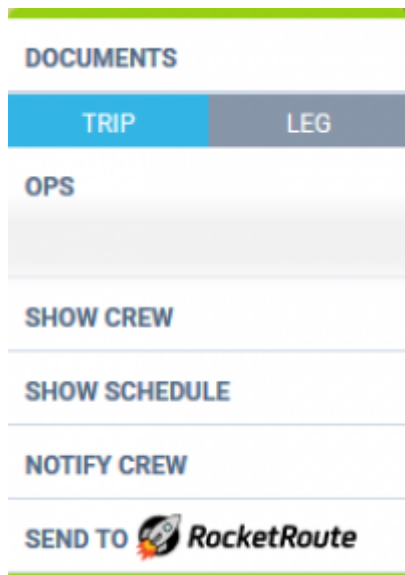 DOCUMENTS
TRIP LEG
OPS
SHOW CREW
SHOW SCHEDULE
NOTIFY CREW
SEND TO RocketRoute